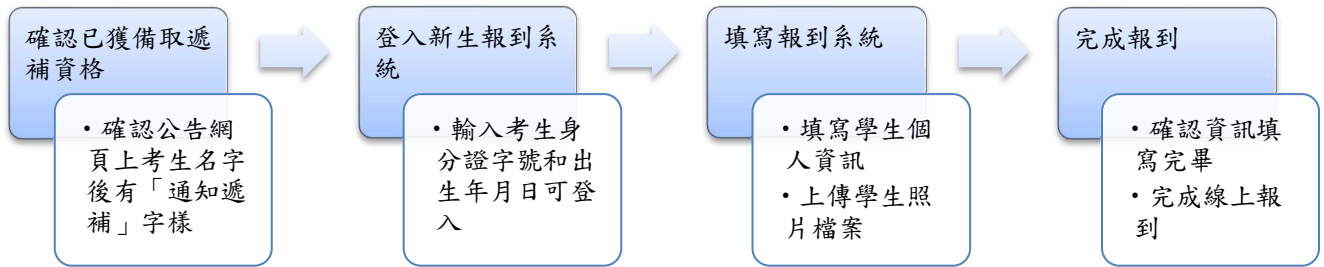 確認已獲備取遞
補資格
・確認公告網
頁上考生名字
後有「通知遞
補」字樣
登入新生報到系
統
・輸入考生身
分證字號和出
生年月日可登
入
填寫報到系統
・填寫學生個
人資訊
・上傳學生照
片檔案
完成報到
・確認資訊填
寫完畢
・完成線上報
到